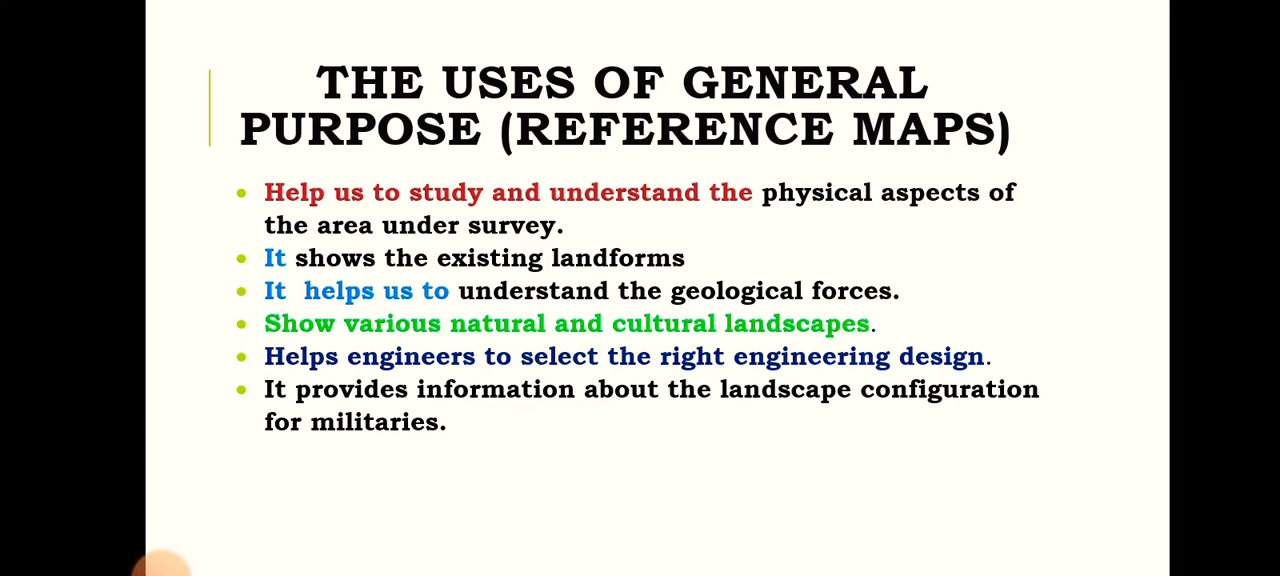 THE USES OF GENERAL
PURPOSE (REFERENCE MAPS)
• Help us to study and understand the physical aspects of
the area under survey.
• It shows the existing landforms
• It  helps us to understand the geological forces.
• Show various natural and cultural landscapes.
• Helps engineers to select the right engineering design.
• It provides information about the landscape configuration
for militaries.